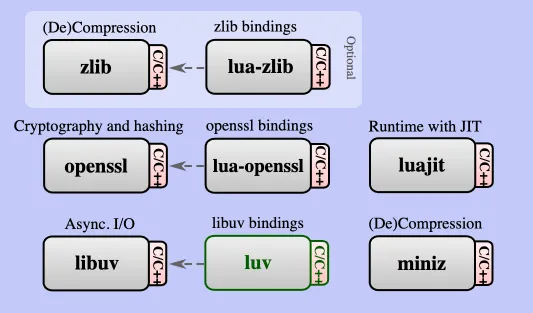 (De)Compression
zlib bindings
zlib
C/C++
lua-zlib
C/C++
Optional
Cryptography and hashing
openssl bindings
Runtime with JIT
openssl
C/C++
lua-openssl
C/C++
luajit
C/C++
Async. I/O
libuv bindings
(De)Compression
libuv
C/C++
luv
C/C++
miniz
C/C++